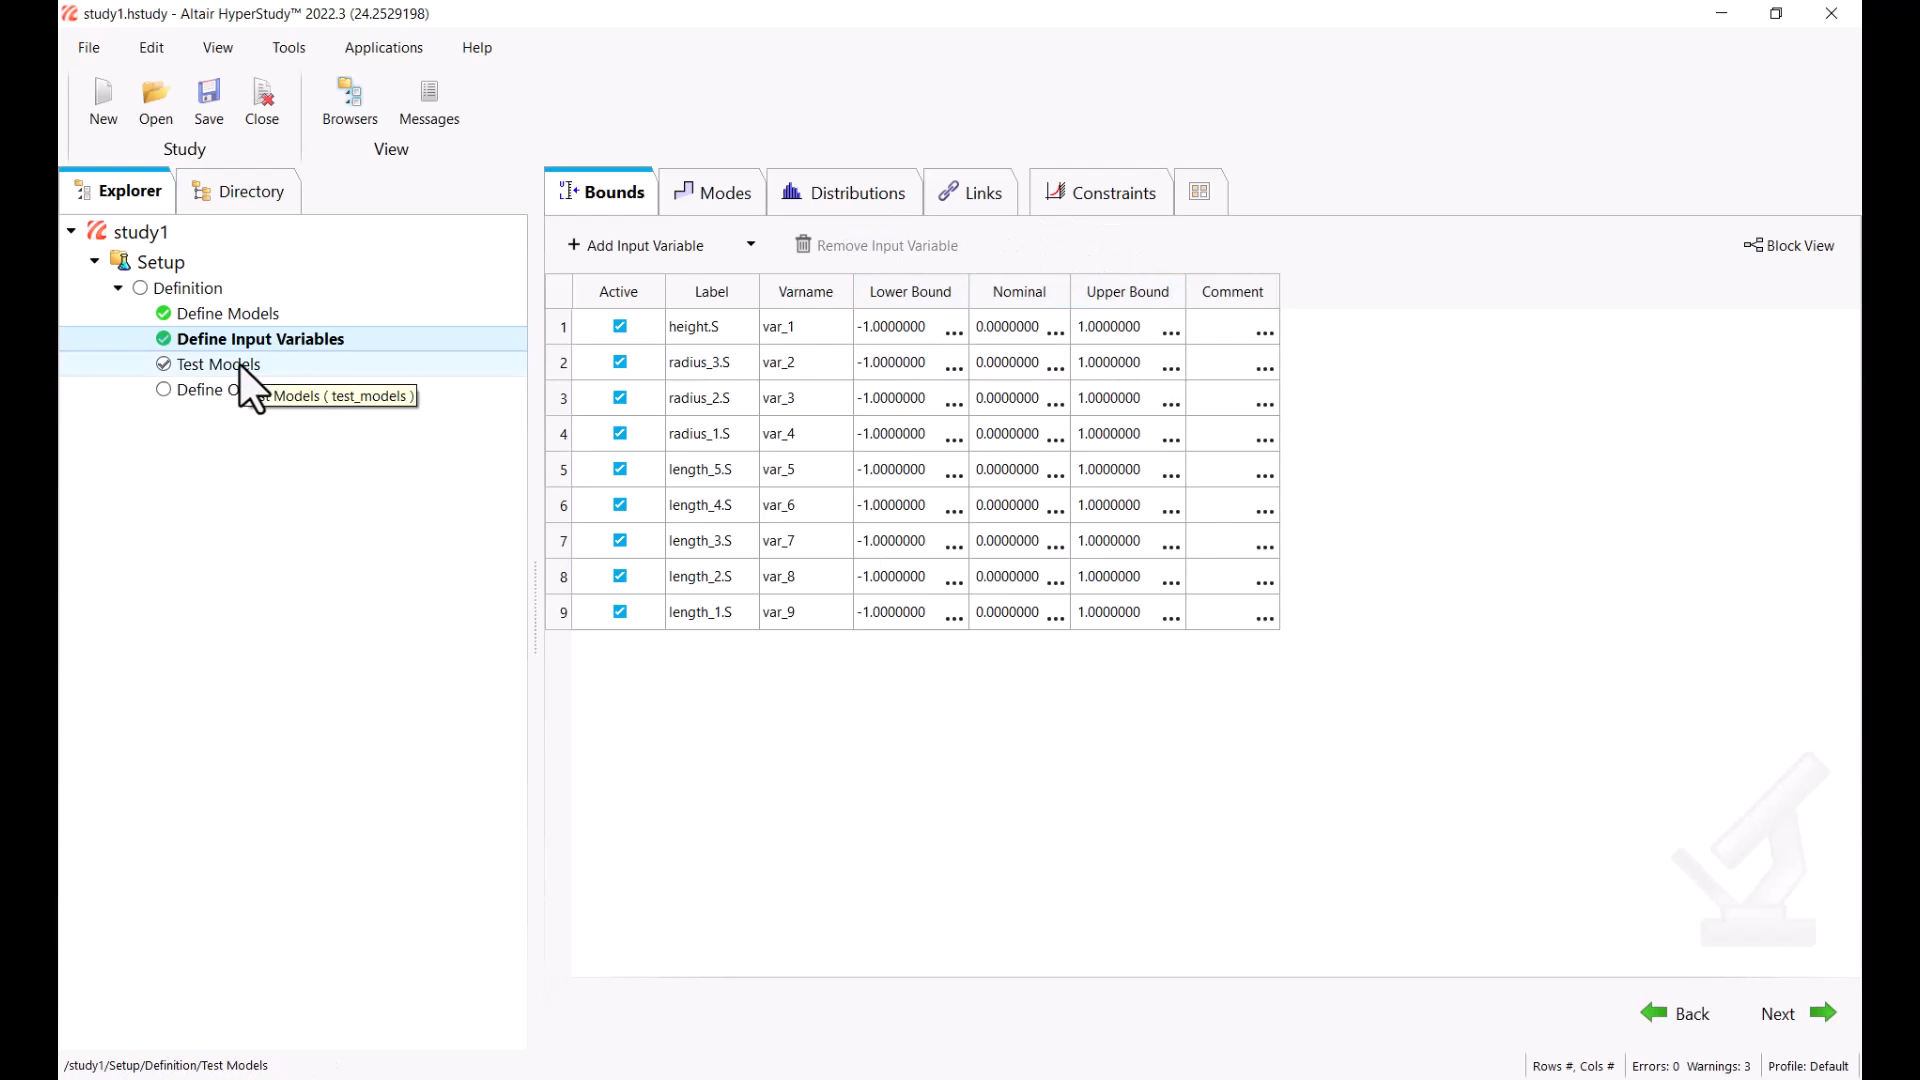 study1.hstudy - Altair HyperStudy™ 2022.3 (24.2529198)
File Edit View Tools Applications Help
New Open Save Close Browsers Messages
Study View
Explorer Directory
Bounds Modes Distributions Links Constraints
study1
Setup
Definition
Define Models
Define Input Variables
Test Models
Define O
Models ( test_models )
+ Add Input Variable Remove Input Variable Block View
Active Label Varname Lower Bound Nominal Upper Bound Comment
1 height.S var_1 -1.0000000 ... 0.0000000 ... 1.0000000 ... ...
2 radius_3.S var_2 -1.0000000 ... 0.0000000 ... 1.0000000 ... ...
3 radius_2.S var_3 -1.0000000 ... 0.0000000 ... 1.0000000 ... ...
4 radius_1.S var_4 -1.0000000 ... 0.0000000 ... 1.0000000 ... ...
5 length_5.S var_5 -1.0000000 ... 0.0000000 ... 1.0000000 ... ...
6 length_4.S var_6 -1.0000000 ... 0.0000000 ... 1.0000000 ... ...
7 length_3.S var_7 -1.0000000 ... 0.0000000 ... 1.0000000 ... ...
8 length_2.S var_8 -1.0000000 ... 0.0000000 ... 1.0000000 ... ...
9 length_1.S var_9 -1.0000000 ... 0.0000000 ... 1.0000000 ... ...
Back Next
/study1/Setup/Definition/Test Models
Rows #, Cols # Errors: 0 Warnings: 3 Profile: Default